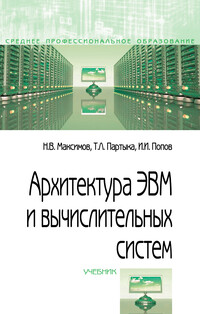 СРЕДНЕЕ ПРОФЕССИОНАЛЬНОЕ ОБРАЗОВАНИЕ
Н.В. Максимов, Т.Л. Партыка, И.И. Попов
Архитектура ЭВМ
и вычислительных
систем
УЧЕБНИК